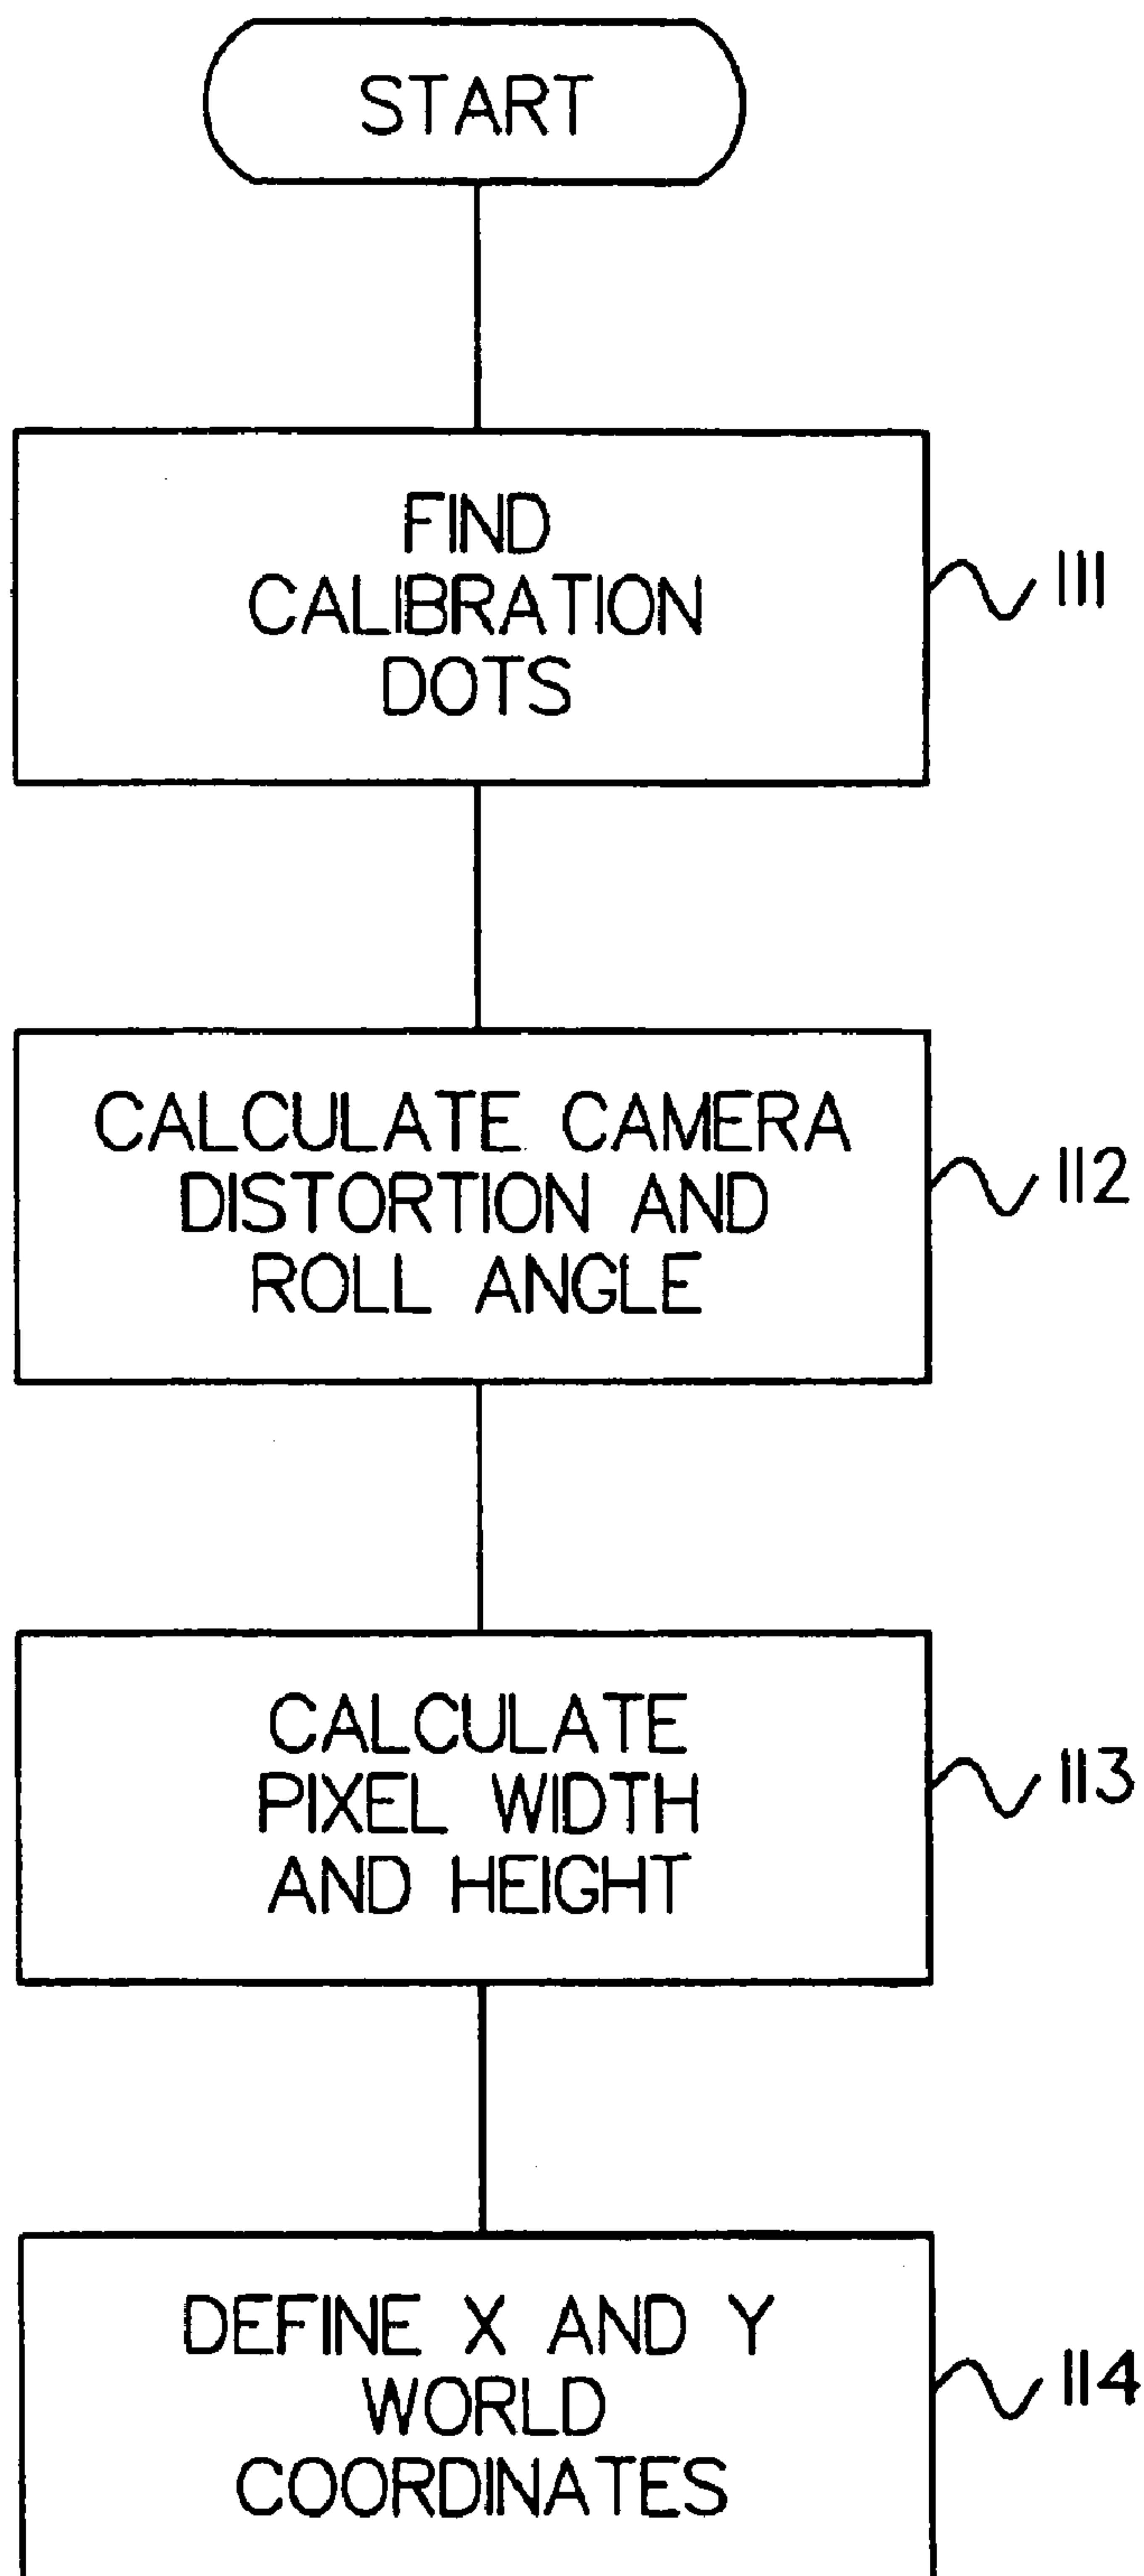 START
FIND
CALIBRATION
DOTS
111
CALCULATE CAMERA
DISTORTION AND
ROLL ANGLE
112
CALCULATE
PIXEL WIDTH
AND HEIGHT
113
DEFINE X AND Y
WORLD
COORDINATES
114